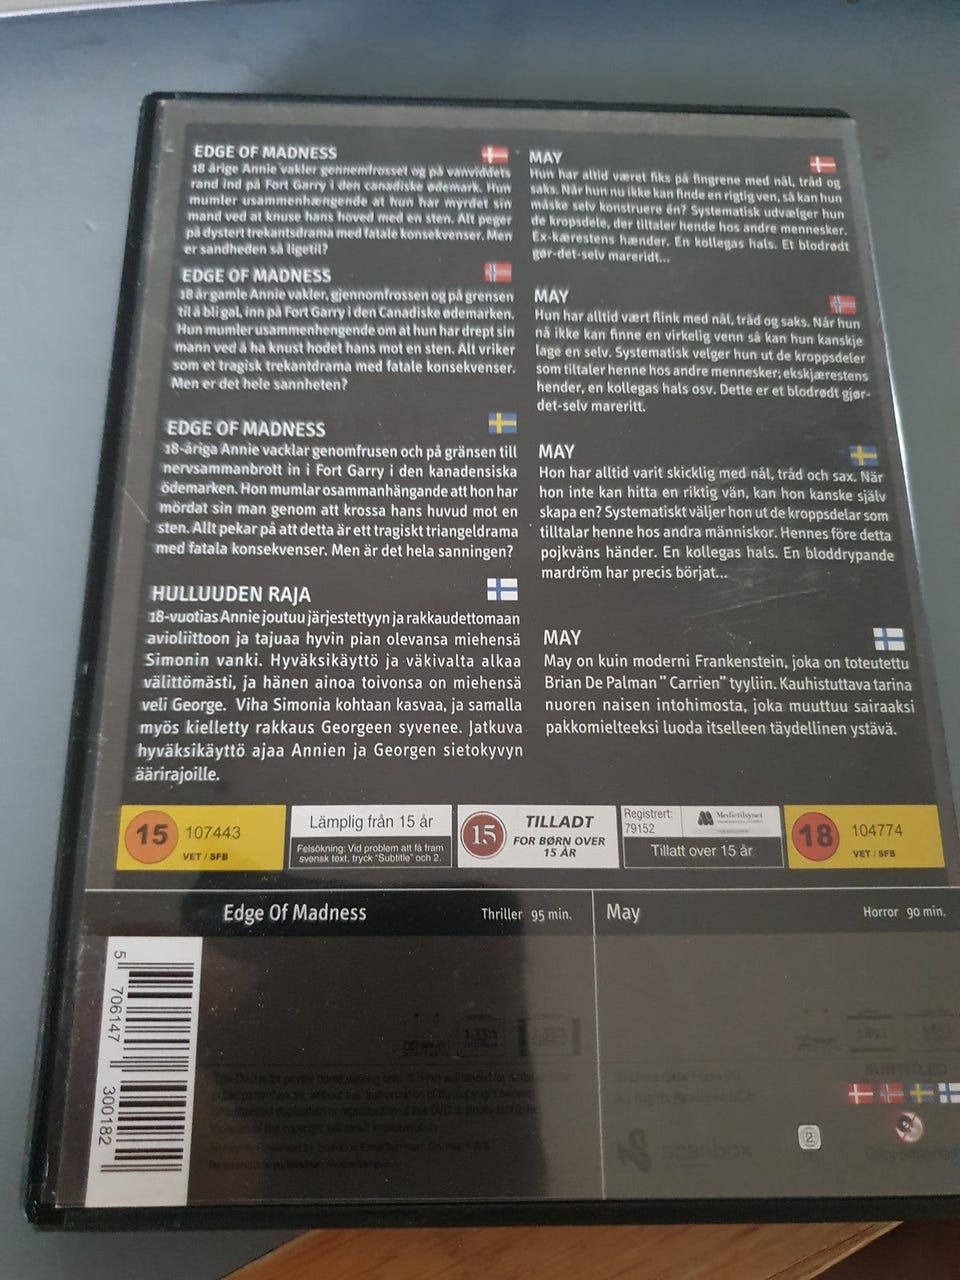 EDGE OF MADNESS
18 årige Annie vakler gennemfrosset og på vanviddets
rand ind på Fort Garry i den canadiske ødemark. Hun
mumler usammenhængende at hun har myrdet sin
mand ved at knuse hans hoved med en sten. Alt peger
på dystert trekantsdrama med fatale konsekvenser. Men
er sandheden så ligetil?
EDGE OF MADNESS
18 år gamle Annie vakler, gjennomfrossen og på grensen
til å bli gal, inn på Fort Garry i den Canadiske ødemarken.
Hun mumler usammenhengende om at hun har drept sin
mann ved å ha knust hodet hans mot en sten. Alt vriker
som et tragisk trekantdrama med fatale konsekvenser.
Men er det hele sannheten?
EDGE OF MADNESS
18-åriga Annie vacklar genomfrusen och på gränsen till
nervsammanbrott in i Fort Garry i den kanadensiska
ödemarken. Hon mumlar osammanhängande att hon har
mördat sin man genom att krossa hans huvud mot en
sten. Allt pekar på att detta är ett tragiskt triangeldrama
med fatala konsekvenser. Men är det hela sanningen?
HULLUUDEN RAJA
18-vuotias Annie joutuu järjestettyyn ja rakkaudettomaan
avioliittoon ja tajuaa hyvin pian olevansa miehensä
Simonin vanki. Hyväksikäyttö ja väkivalta alkaa
välittömästi, ja hänen ainoa toivonsa on miehensä
veli George. Viha Simonia kohtaan kasvaa, ja samalla
myös kielletty rakkaus Georgeen syvenee. Jatkuva
hyväksikäyttö ajaa Annien ja Georgen sietokyvyn
äärirajoille.
MAY
Hun har altid været fiks på fingrene med nål, tråd og
saks. Når hun nu ikke kan finde en rigtig ven, så kan hun
måske selv konstruere én? Systematisk udvælger hun
de kropsdele, der tiltaler hende hos andre mennesker.
Ex-kærestens hænder. En kollegas hals. Et blodrødt
gør-det-selv mareridt...
MAY
Hun har alltid vært flink med nål, tråd og saks. Når hun
nå ikke kan finne en virkelig venn så kan hun kanskje
lage en selv. Systematisk velger hun ut de kroppsdeler
som tiltaler henne hos andre mennesker; ekskjærestens
hender, en kollegas hals osv. Dette er et blodrødt gjør-
det-selv mareritt.
MAY
Hon har alltid varit skicklig med nål, tråd och sax. När
hon inte kan hitta en riktig vän, kan hon kanske själv
skapa en? Systematiskt väljer hon ut de kroppsdelar som
tilltalar henne hos andra människor. Hennes före detta
pojkväns händer. En kollegas hals. En bloddrypande
mardröm har precis börjat...
MAY
May on kuin moderni Frankenstein, joka on toteutettu
Brian De Palman " Carrien" tyyliin. Kauhistuttava tarina
nuoren naisen intohimosta, joka muuttuu sairaaksi
pakkomielteeksi luoda itselleen täydellinen ystävä.
15 107443
VET / SFB
Lämplig från 15 år
Felsökning: Vid problem att få fram
svensk text, tryck "Subtitle" och 2.
15 TILLADT
FOR BØRN OVER
15 ÅR
Registrert:
79152
Medietilsynet
Tillatt over 15 år
18 104774
VET / SFB
Edge Of Madness Thriller 95 min.
May Horror 90 min.
5 706147 300182
1.33:1
SUBTITLED
2
scanbox